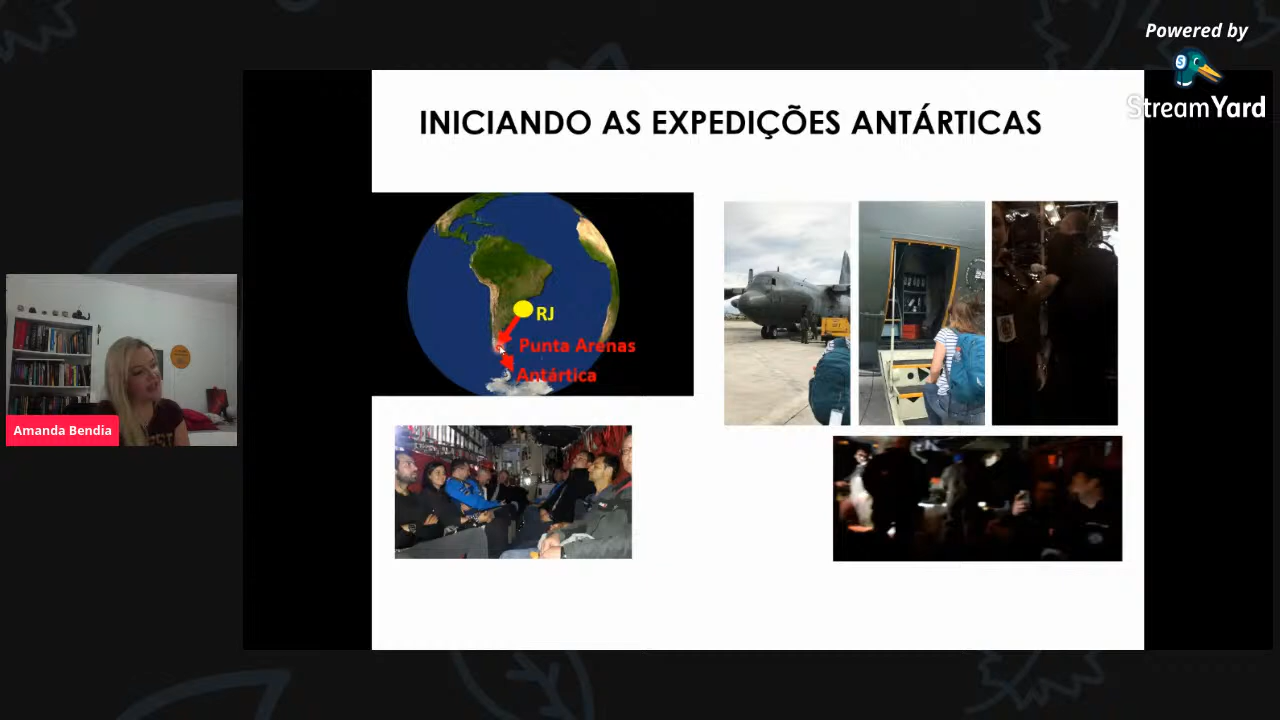 Powered by
StreamYard
INICIANDO AS EXPEDIÇÕES ANTÁRTICAS
RJ
Punta Arenas
Antártica
Amanda Bendia